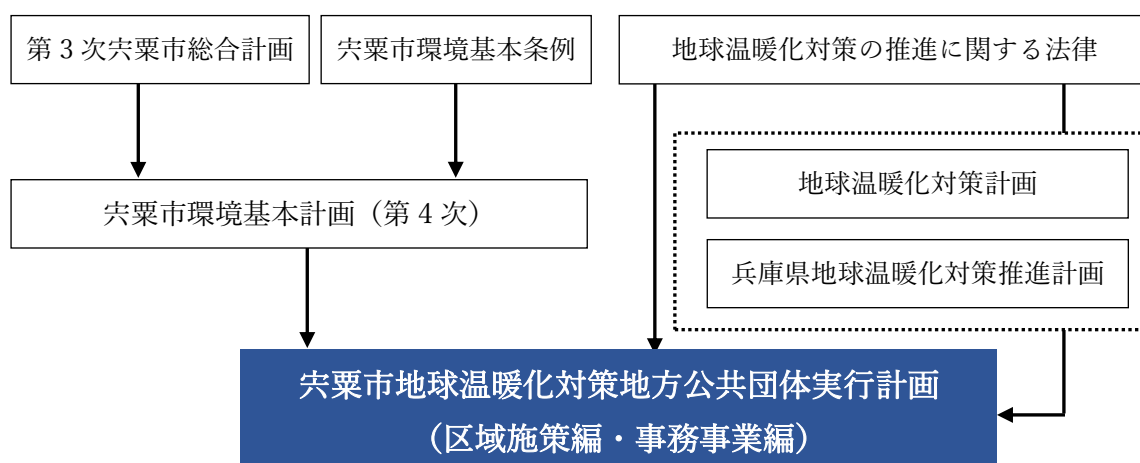 第3次宍粟市総合計画
宍粟市環境基本条例
地球温暖化対策の推進に関する法律
地球温暖化対策計画
宍粟市環境基本計画（第4次）
兵庫県地球温暖化対策推進計画
宍粟市地球温暖化対策地方公共団体実行計画
（区域施策編・事務事業編）